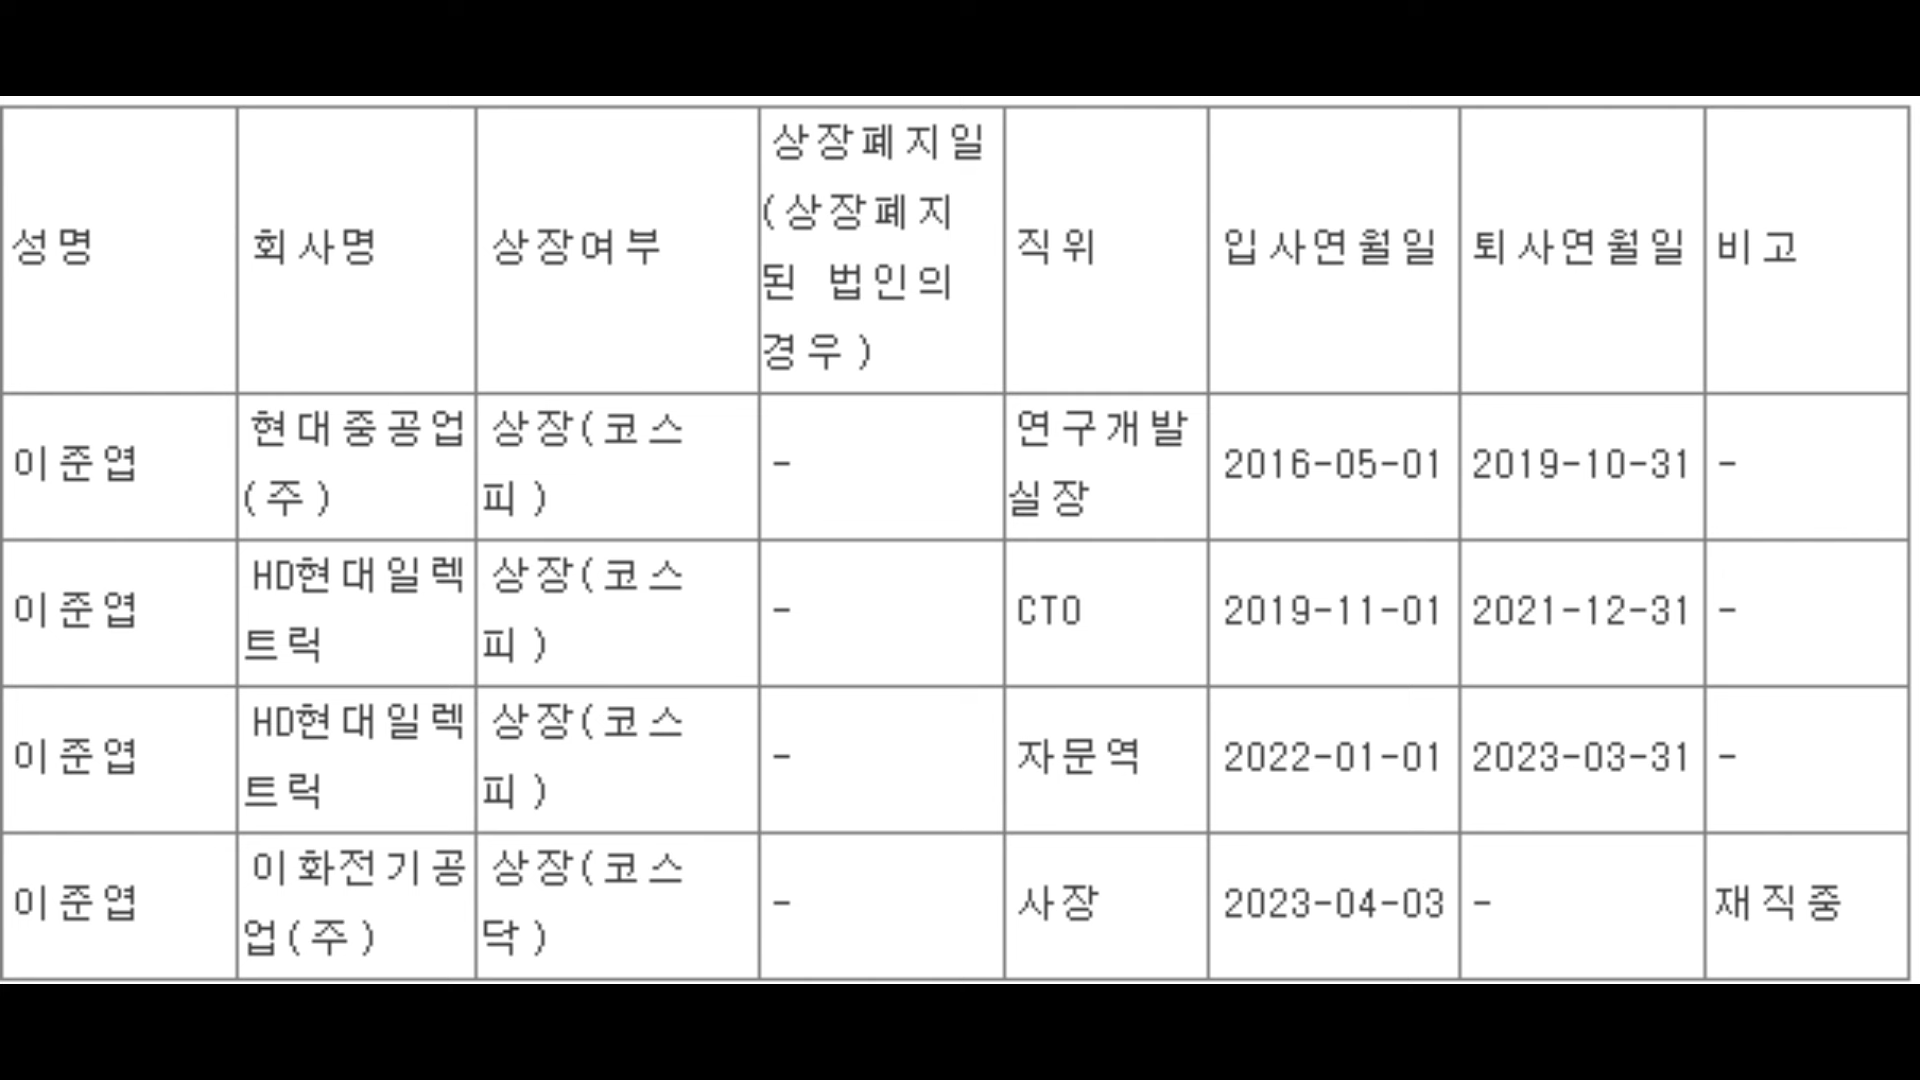 성명 회사명 상장여부 상장폐지일 (상장폐지 된 법인의 경우) 직위 입사연월일 퇴사연월일 비고
이준엽 현대중공업(주) 상장(코스피) - 연구개발실장 2016-05-01 2019-10-31 -
이준엽 HD현대일렉트릭 상장(코스피) - CTO 2019-11-01 2021-12-31 -
이준엽 HD현대일렉트릭 상장(코스피) - 자문역 2022-01-01 2023-03-31 -
이준엽 이화전기공업(주) 상장(코스닥) - 사장 2023-04-03 - 재직중